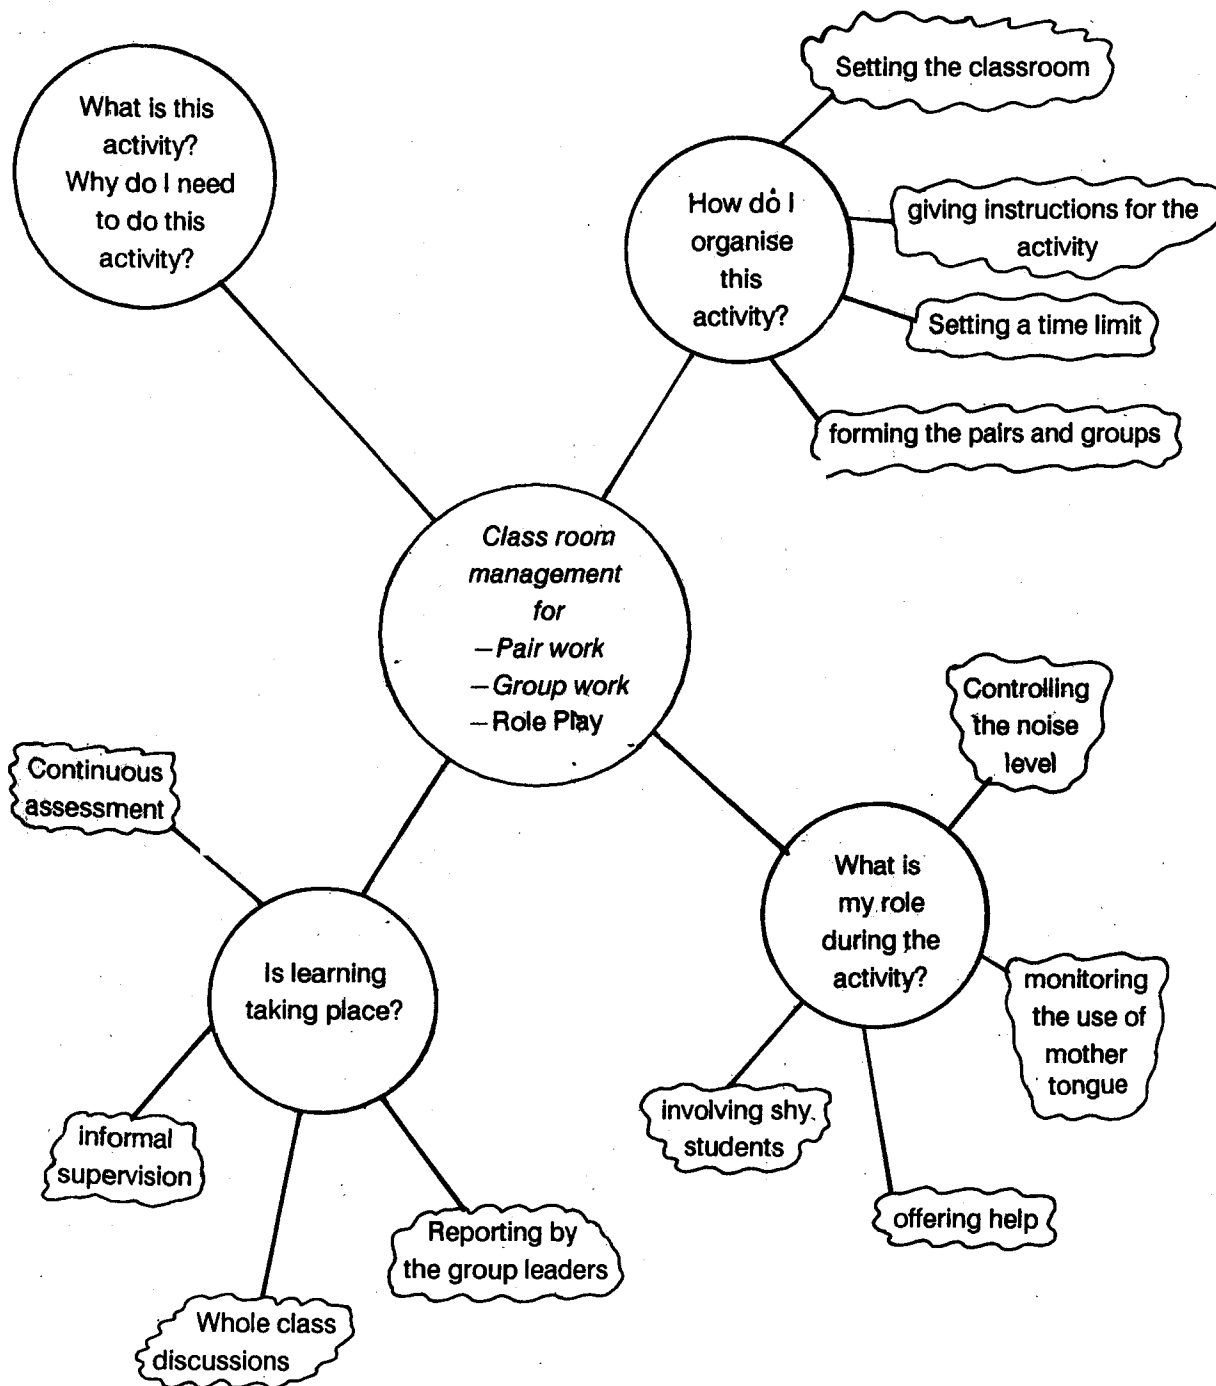 What is this
activity?
Why do I need
to do this
activity?
Setting the classroom
How do I
organise
this
activity?
giving instructions for the
activity
Setting a time limit
forming the pairs and groups
Class room
management
for
—Pair work
—Group work
—Role Play
Controlling
the noise
level
What is
my role
during the
activity?
monitoring
the use of
mother
tongue
involving shy
students
offering help
Continuous
assessment
Is learning
taking place?
informal
supervision
Reporting by
the group leaders
Whole class
discussions